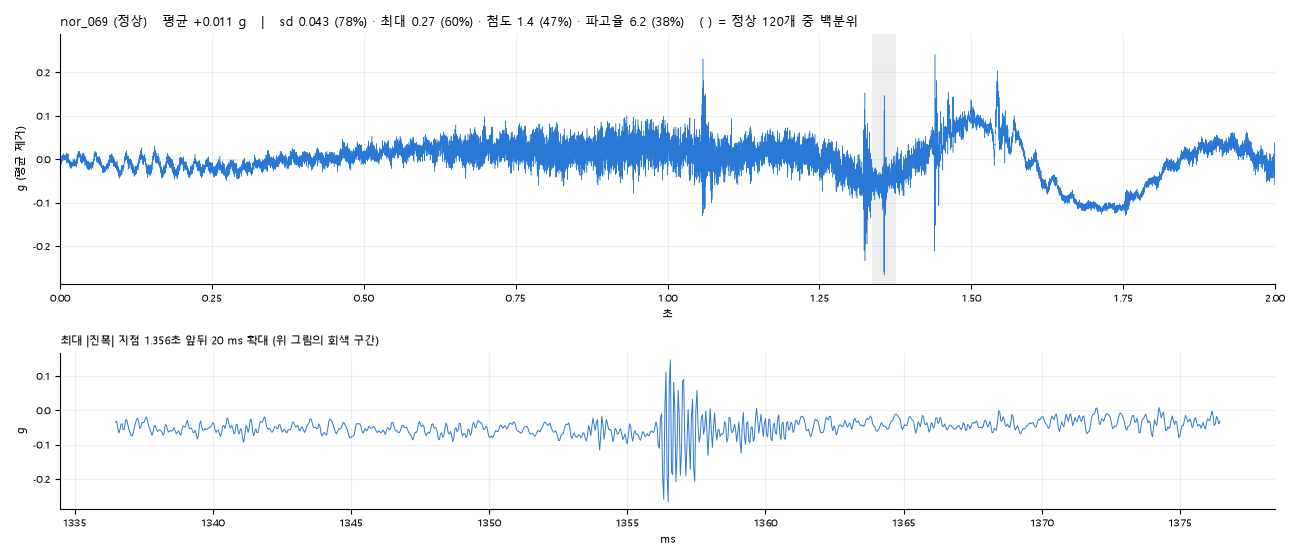 nor_069 (정상) 평균 +0.011 g | sd 0.043 (78%) · 최대 0.27 (60%) · 첨도 1.4 (47%) · 파고율 6.2 (38%) ( ) = 정상 120개 중 백분위
g (평균 제거)
0.2
0.1
0.0
-0.1
-0.2
0.00 0.25 0.50 0.75 1.00 1.25 1.50 1.75 2.00
초
최대 |진폭| 지점 1.356초 앞뒤 20 ms 확대 (위 그림의 회색 구간)
g
0.1
0.0
-0.1
-0.2
1335 1340 1345 1350 1355 1360 1365 1370 1375
ms